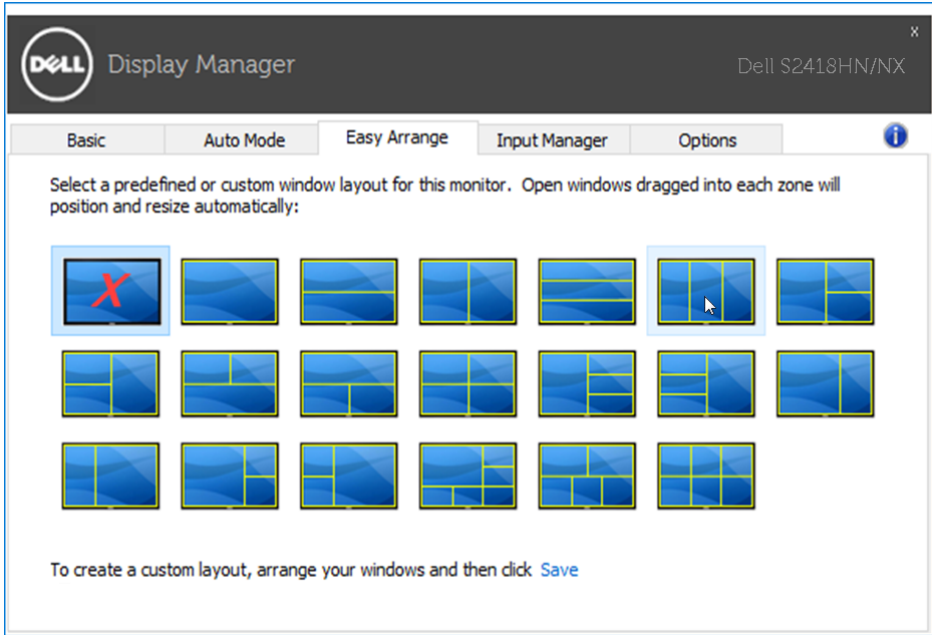 x
DELL Display Manager
Dell S2418HN/NX
Basic Auto Mode Easy Arrange Input Manager Options i
Select a predefined or custom window layout for this monitor. Open windows dragged into each zone will
position and resize automatically:
X
To create a custom layout, arrange your windows and then click Save